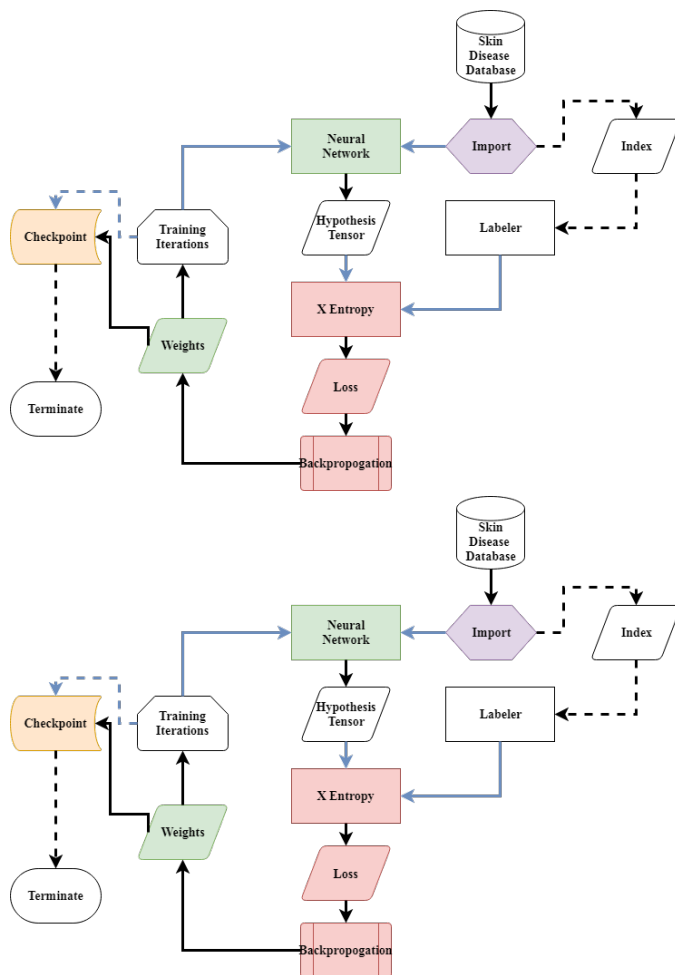 Skin
Disease
Database
Neural
Network
Import
Index
Checkpoint
Training
Iterations
Hypothesis
Tensor
Labeler
X Entropy
Weights
Loss
Terminate
Backpropogation
Skin
Disease
Database
Neural
Network
Import
Index
Checkpoint
Training
Iterations
Hypothesis
Tensor
Labeler
X Entropy
Weights
Loss
Terminate
Backpropogation